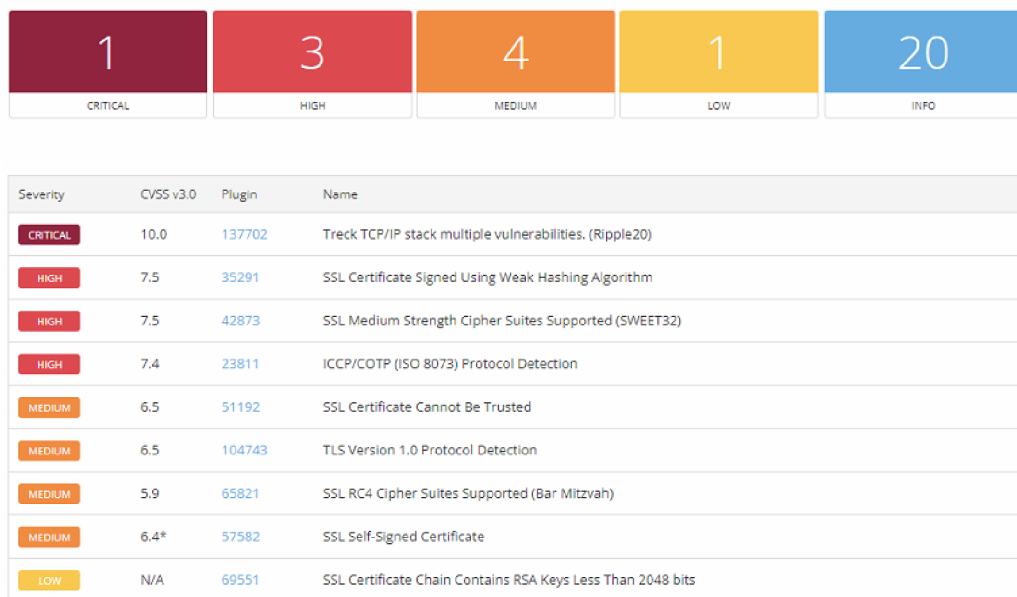 1 3 4 1 20
CRITICAL HIGH MEDIUM LOW INFO
Severity CVSS v3.0 Plugin Name
CRITICAL 10.0 137702 Treck TCP/IP stack multiple vulnerabilities. (Ripple20)
HIGH 7.5 35291 SSL Certificate Signed Using Weak Hashing Algorithm
HIGH 7.5 42873 SSL Medium Strength Cipher Suites Supported (SWEET32)
HIGH 7.4 23811 ICCP/COTP (ISO 8073) Protocol Detection
MEDIUM 6.5 51192 SSL Certificate Cannot Be Trusted
MEDIUM 6.5 104743 TLS Version 1.0 Protocol Detection
MEDIUM 5.9 65821 SSL RC4 Cipher Suites Supported (Bar Mitzvah)
MEDIUM 6.4* 57582 SSL Self-Signed Certificate
LOW N/A 69551 SSL Certificate Chain Contains RSA Keys Less Than 2048 bits